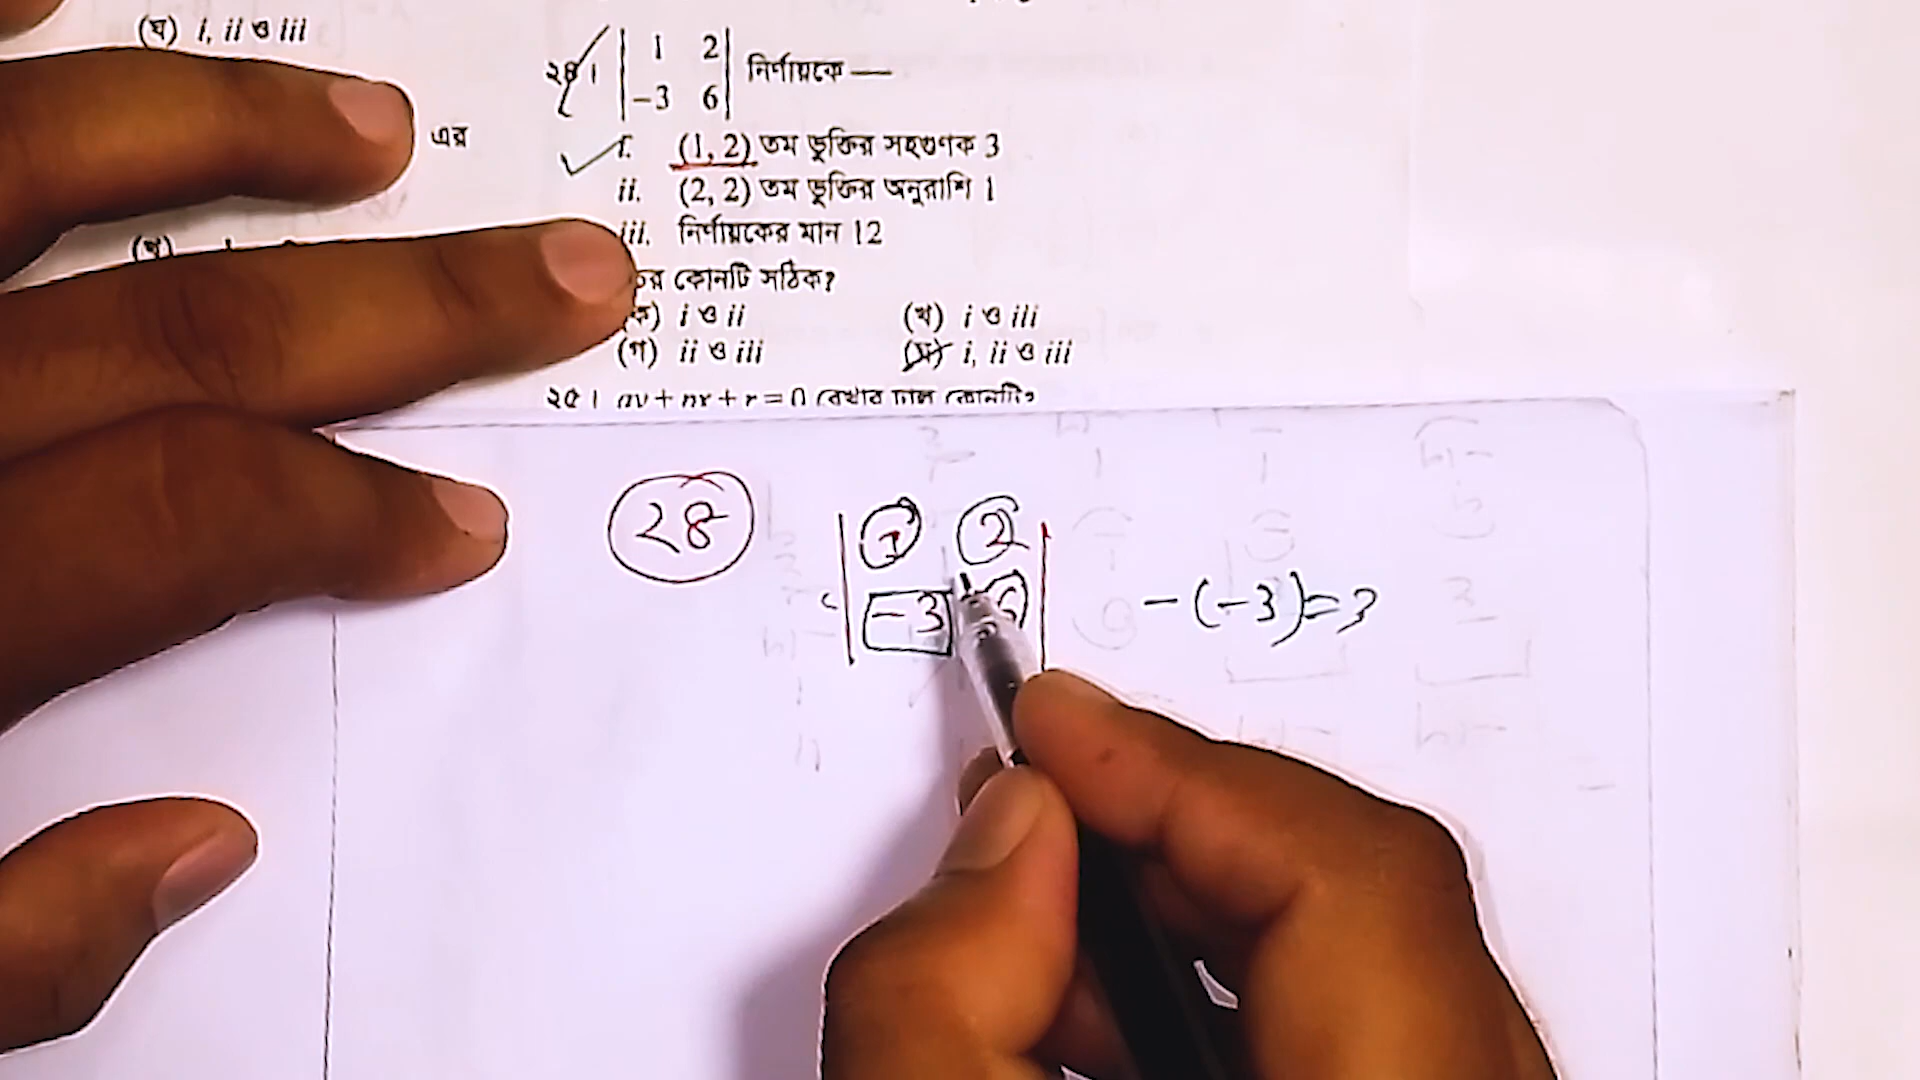 (ঘ) i, ii ও iii
এর
২৪। | 1 2 | নির্ণায়কে —
| −3 6 |
i. (1, 2) তম ভুক্তির সহগুণক 3
ii. (2, 2) তম ভুক্তির অনুরাশি 1
iii. নির্ণায়কের মান 12
কোনটি সঠিক?
(ক) i ও ii (খ) i ও iii
(গ) ii ও iii (ঘ) i, ii ও iii
২৫।
২৪
1 2
-3 6 -(-3)=3